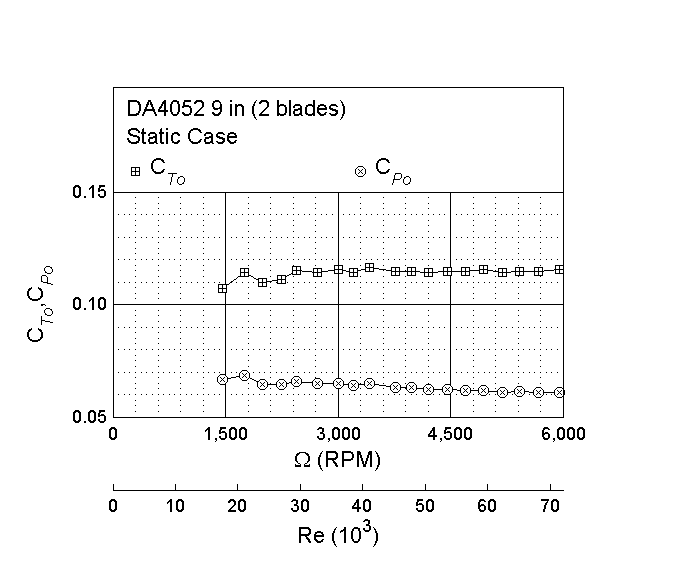 DA4052 9 in (2 blades)
Static Case
C_To C_Po
0.15
0.10
0.05
C_To, C_Po
0 1,500 3,000 4,500 6,000
Ω (RPM)
0 10 20 30 40 50 60 70
Re (10^3)